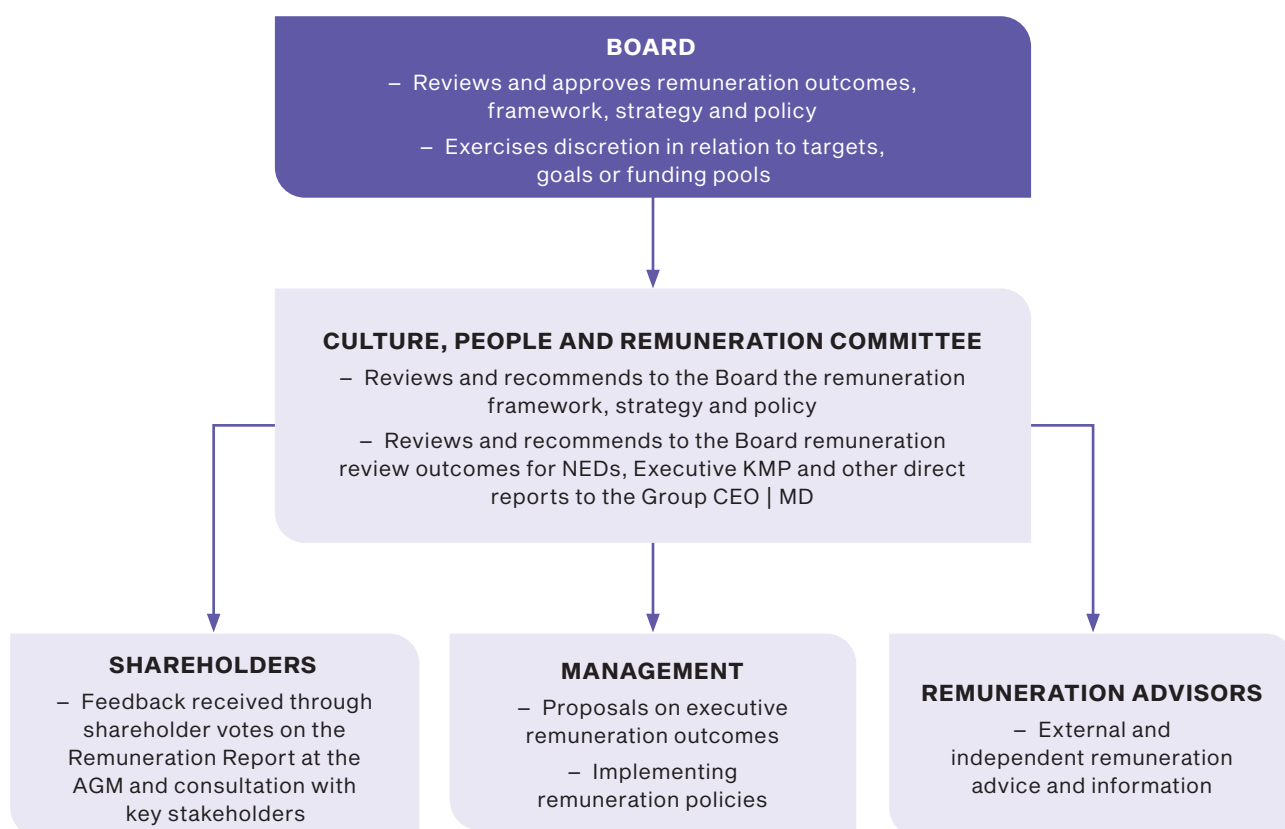 BOARD
– Reviews and approves remuneration outcomes,
framework, strategy and policy
– Exercises discretion in relation to targets,
goals or funding pools
CULTURE, PEOPLE AND REMUNERATION COMMITTEE
– Reviews and recommends to the Board the remuneration
framework, strategy and policy
– Reviews and recommends to the Board remuneration
review outcomes for NEDs, Executive KMP and other direct
reports to the Group CEO | MD
SHAREHOLDERS
– Feedback received through
shareholder votes on the
Remuneration Report at the
AGM and consultation with
key stakeholders
MANAGEMENT
– Proposals on executive
remuneration outcomes
– Implementing
remuneration policies
REMUNERATION ADVISORS
– External and
independent remuneration
advice and information